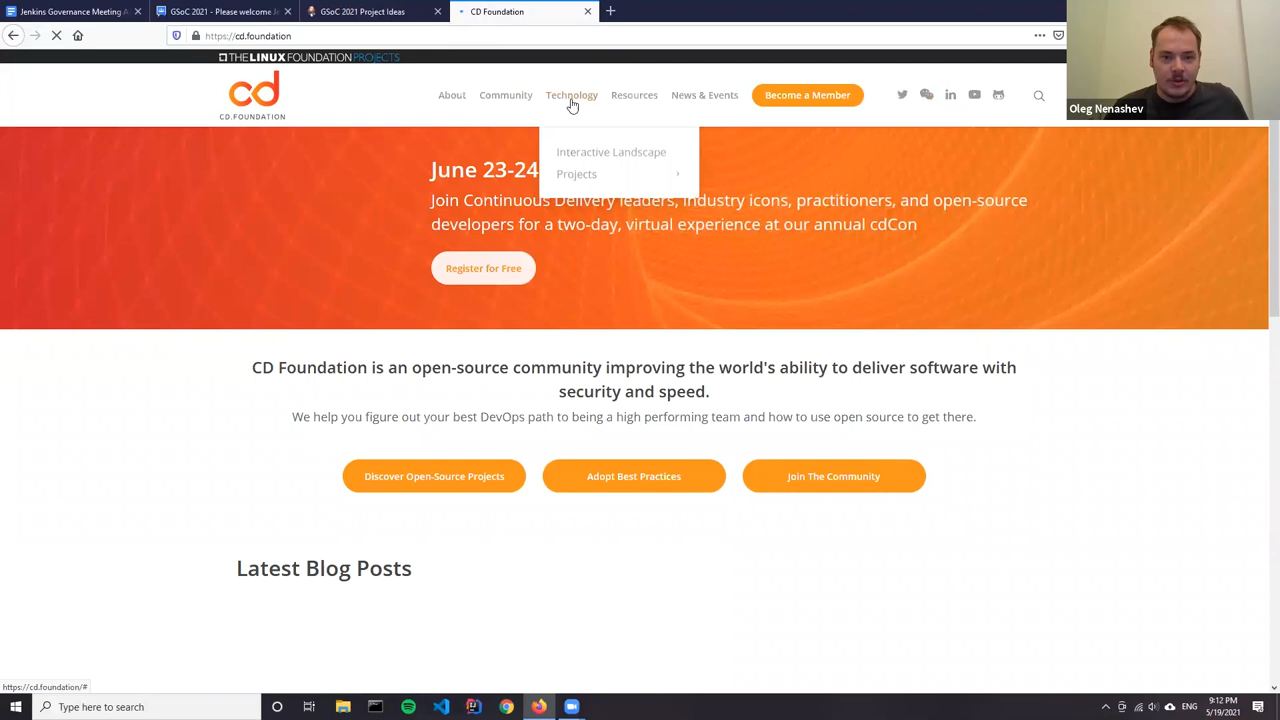 Jenkins Governance Meeting A
GSoC 2021 - Please welcome Je
GSoC 2021 Project Ideas
CD Foundation
https://cd.foundation
THE LINUX FOUNDATION PROJECTS
cd
CD.FOUNDATION
About
Community
Technology
Resources
News & Events
Become a Member
Interactive Landscape
Projects
Oleg Nenashev
June 23-24
Join Continuous Delivery leaders, industry icons, practitioners, and open-source
developers for a two-day, virtual experience at our annual cdCon
Register for Free
CD Foundation is an open-source community improving the world's ability to deliver software with
security and speed.
We help you figure out your best DevOps path to being a high performing team and how to use open source to get there.
Discover Open-Source Projects
Adopt Best Practices
Join The Community
Latest Blog Posts
https://cd.foundation/#
Type here to search
ENG
9:12 PM
5/19/2021